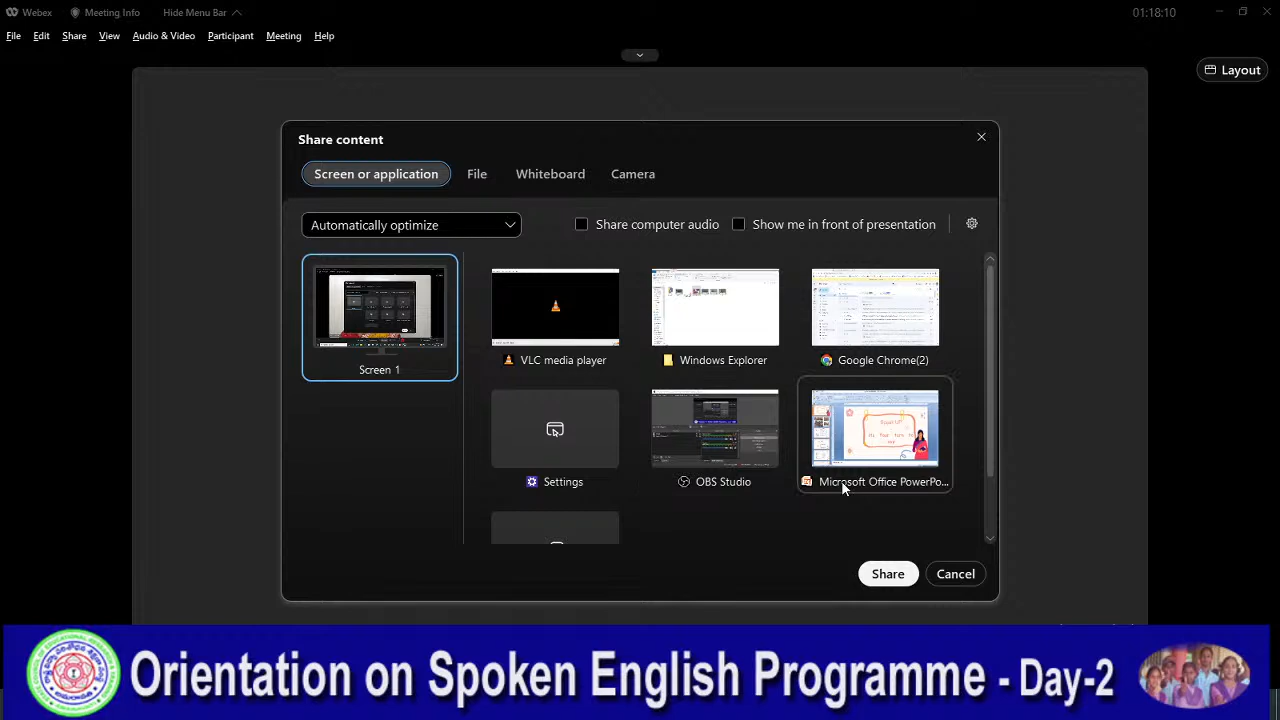 Webex Meeting Info Hide Menu Bar 01:18:10
File Edit Share View Audio & Video Participant Meeting Help
Layout
Share content
Screen or application File Whiteboard Camera
Automatically optimize Share computer audio Show me in front of presentation
Screen 1
VLC media player Windows Explorer Google Chrome(2)
Settings OBS Studio Microsoft Office PowerPo...
Share Cancel
Orientation on Spoken English Programme - Day-2